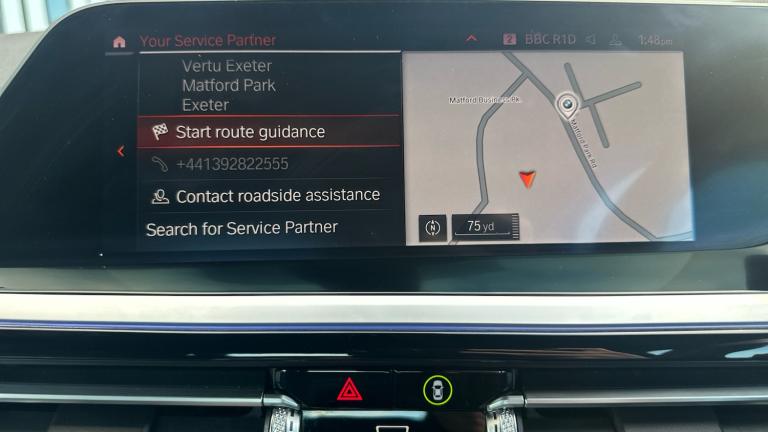 Your Service Partner
2 BBC R1D 1:48pm
Vertu Exeter
Matford Park
Exeter
Start route guidance
+441392822555
Contact roadside assistance
Search for Service Partner
Matford Business Pk.
Matford Park Rd
N
75 yd